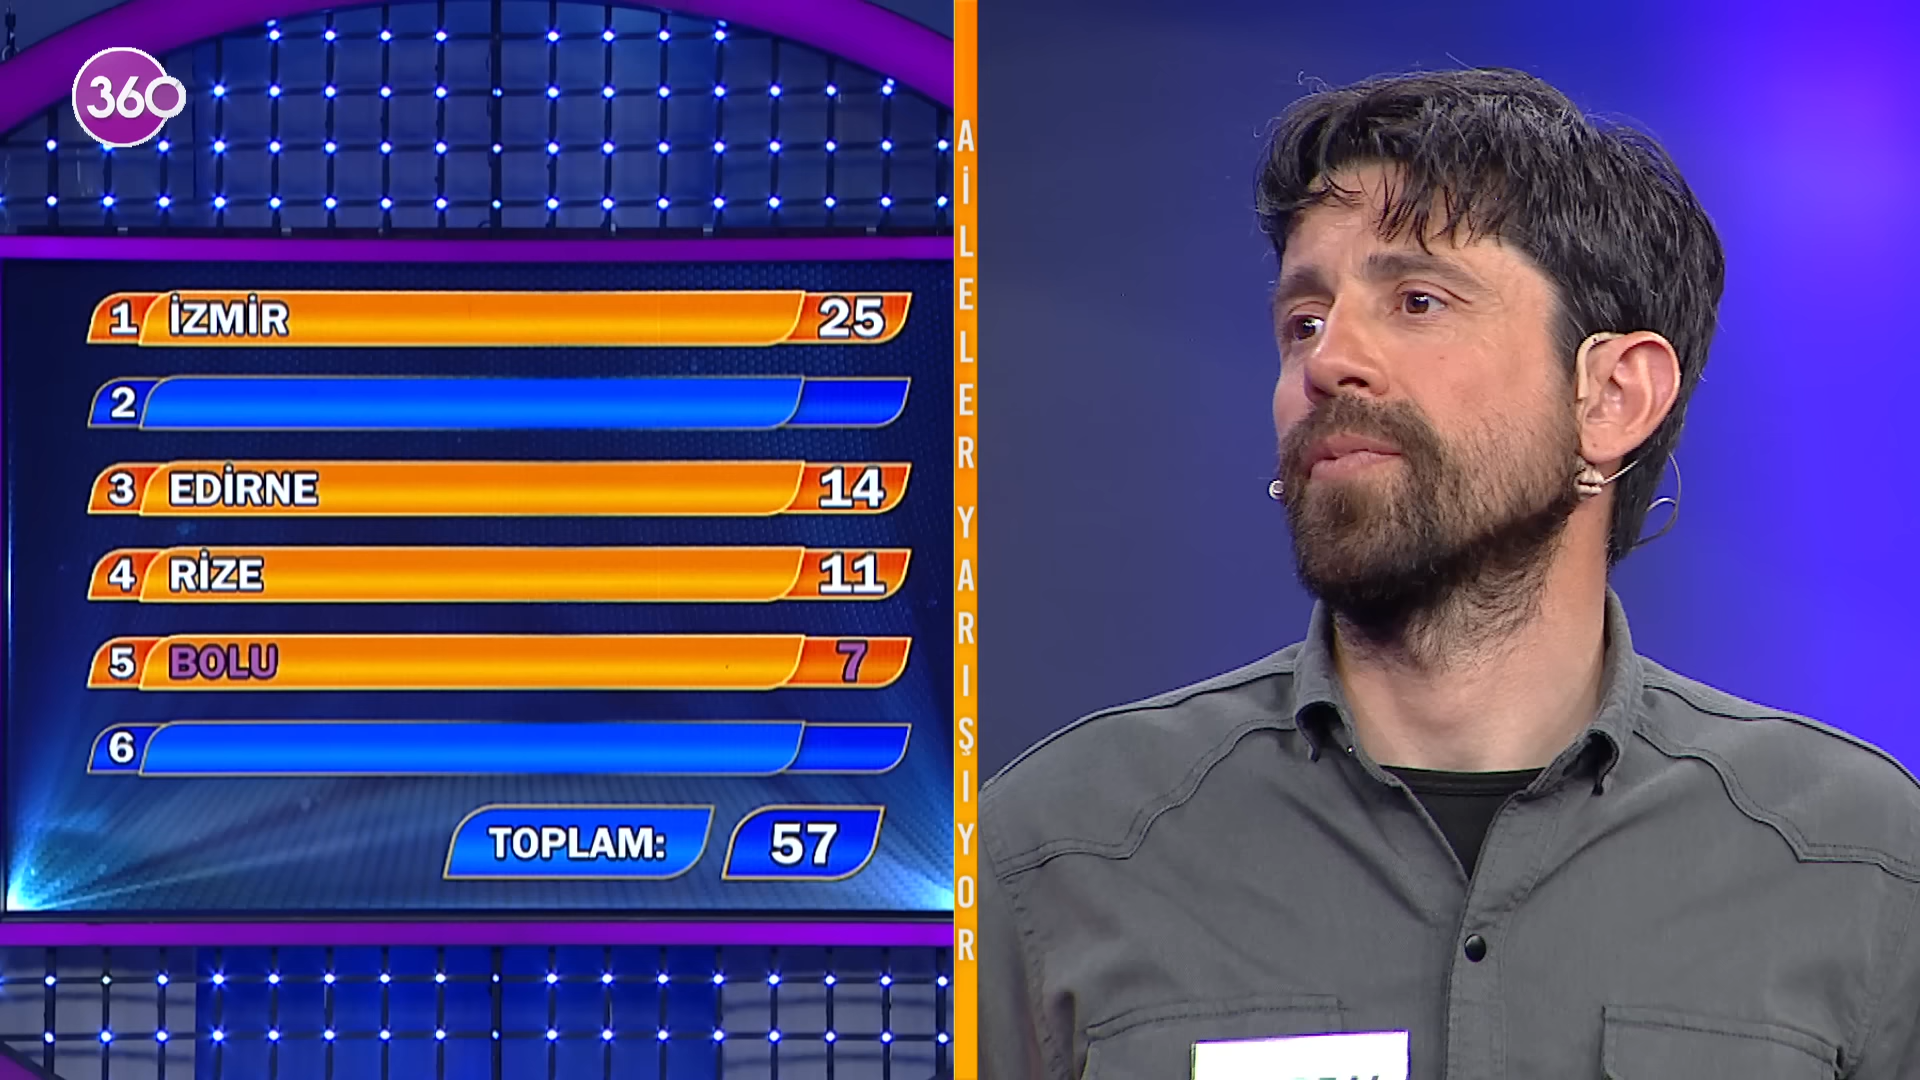 360
1 İZMİR 25
2
3 EDİRNE 14
4 RİZE 11
5 BOLU 7
6
TOPLAM: 57
AİLELER YARIŞIYOR